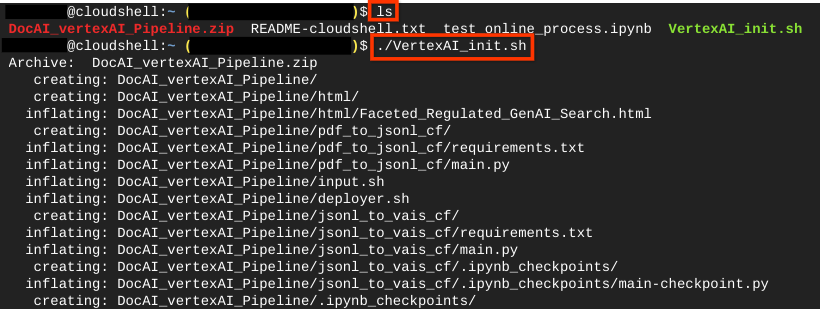 @cloudshell:~ ( )$ ls
DocAI_vertexAI_Pipeline.zip README-cloudshell.txt test_online_process.ipynb VertexAI_init.sh
@cloudshell:~ ( )$ ./VertexAI_init.sh
Archive: DocAI_vertexAI_Pipeline.zip
creating: DocAI_vertexAI_Pipeline/
creating: DocAI_vertexAI_Pipeline/html/
inflating: DocAI_vertexAI_Pipeline/html/Faceted_Regulated_GenAI_Search.html
creating: DocAI_vertexAI_Pipeline/pdf_to_jsonl_cf/
inflating: DocAI_vertexAI_Pipeline/pdf_to_jsonl_cf/requirements.txt
inflating: DocAI_vertexAI_Pipeline/pdf_to_jsonl_cf/main.py
inflating: DocAI_vertexAI_Pipeline/input.sh
inflating: DocAI_vertexAI_Pipeline/deployer.sh
creating: DocAI_vertexAI_Pipeline/jsonl_to_vais_cf/
inflating: DocAI_vertexAI_Pipeline/jsonl_to_vais_cf/requirements.txt
inflating: DocAI_vertexAI_Pipeline/jsonl_to_vais_cf/main.py
creating: DocAI_vertexAI_Pipeline/jsonl_to_vais_cf/.ipynb_checkpoints/
inflating: DocAI_vertexAI_Pipeline/jsonl_to_vais_cf/.ipynb_checkpoints/main-checkpoint.py
creating: DocAI_vertexAI_Pipeline/.ipynb_checkpoints/